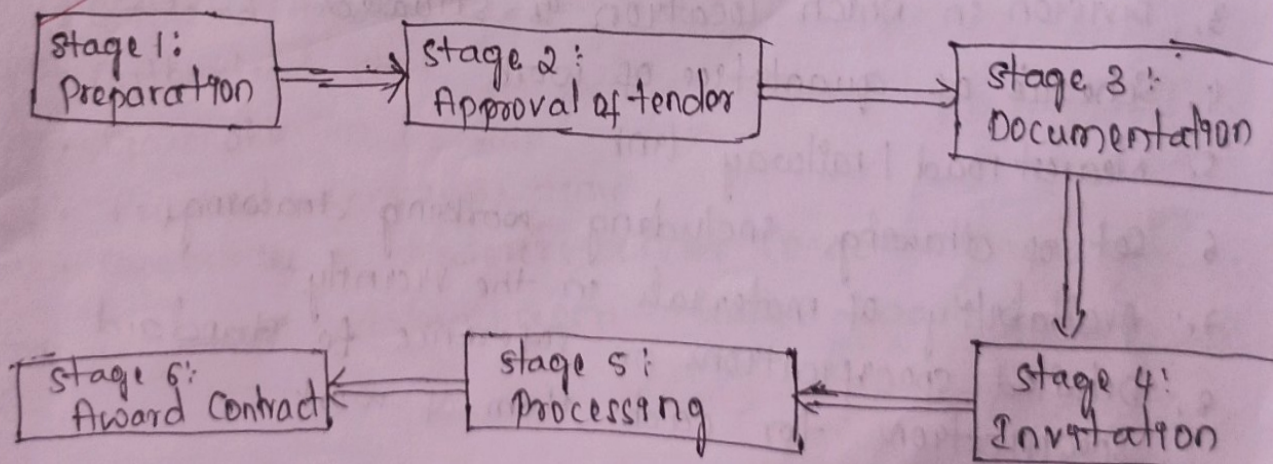 Stage 1:
Preparation
Stage 2:
Approval of tender
Stage 3:
Documentation
Stage 4:
Invitation
Stage 5:
Processing
Stage 6:
Award Contract